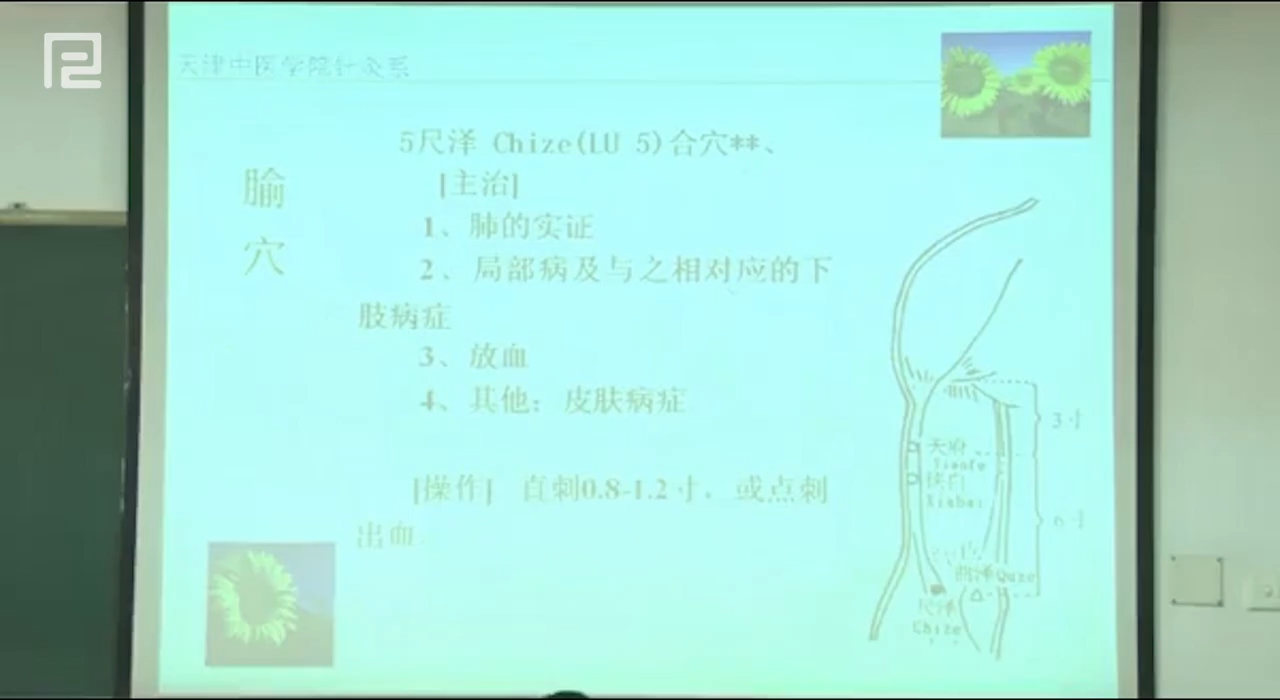 天津中医学院针灸系
腧穴
5尺泽 Chize(LU 5)合穴**、
[主治]
1、肺的实证
2、局部病及与之相对应的下
肢病症
3、放血
4、其他：皮肤病症
[操作] 直刺0.8-1.2寸，或点刺
出血.
3寸
天府
Tianfu
侠白
Xiabai
6寸
曲泽Quze
尺泽
Chize